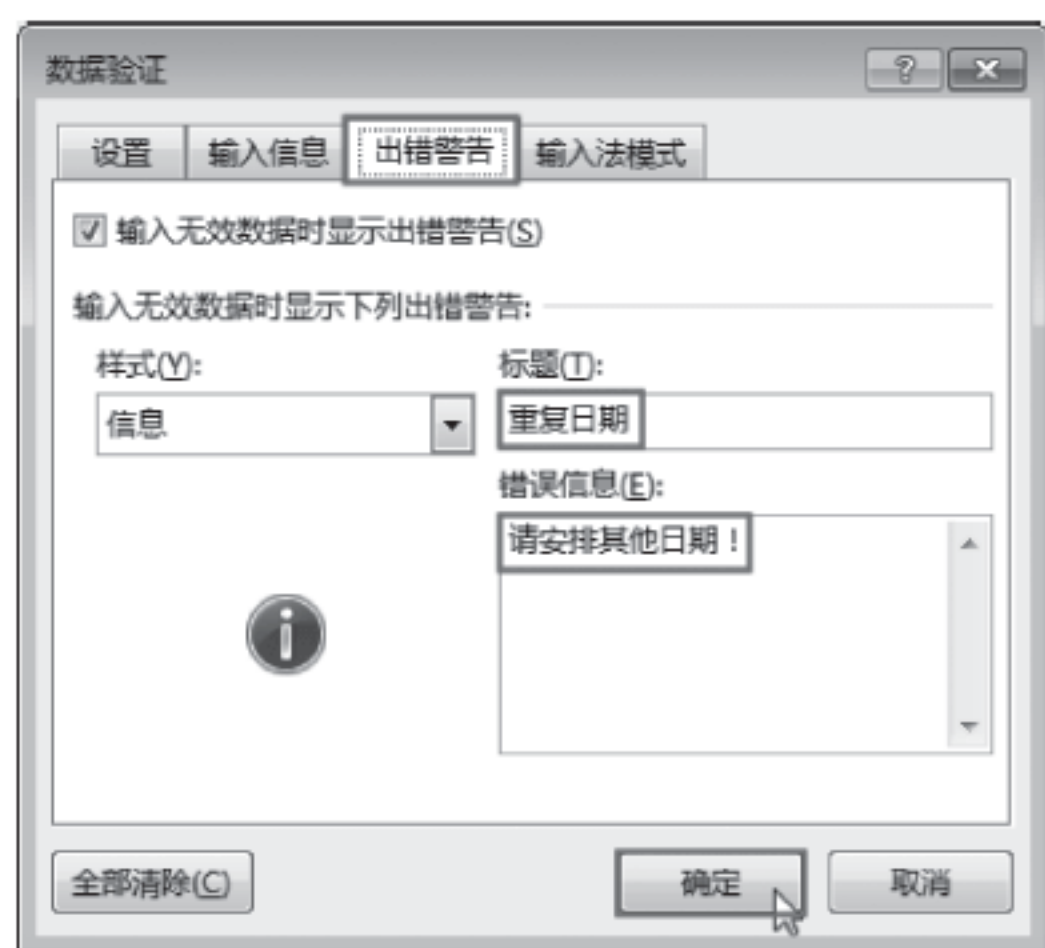 数据验证
设置 输入信息 出错警告 输入法模式
输入无效数据时显示出错警告(S)
输入无效数据时显示下列出错警告:
样式(Y): 标题(T):
信息 重复日期
错误信息(E):
请安排其他日期！
全部清除(C) 确定 取消